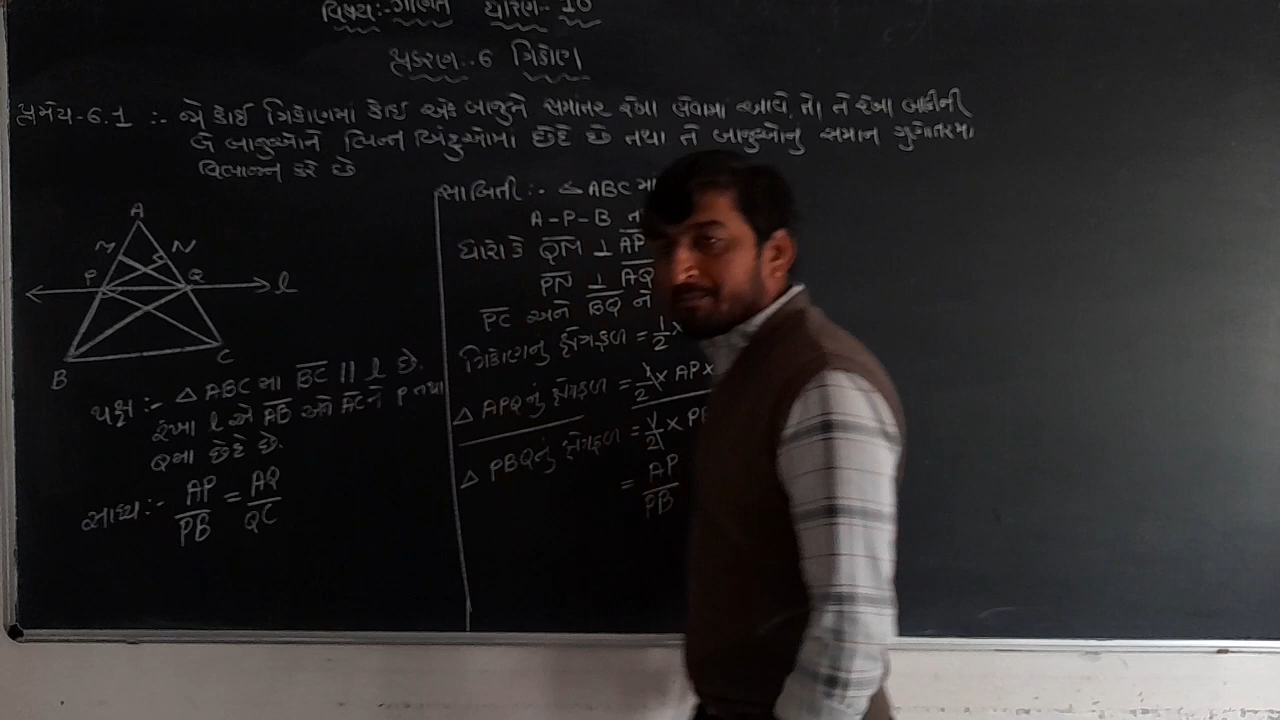 વિષય:- ગણિત ધોરણ- 10
પ્રકરણ:-6 ત્રિકોણ
પ્રમેય-6.1 :- જો કોઈ ત્રિકોણમાં કોઈ એક બાજુને સમાંતર રેખા દોરવામાં આવે, તો તે રેખા બાકીની
બે બાજુઓને ભિન્ન બિંદુઓમાં છેદે છે તથા તે બાજુઓનું સમાન ગુણોત્તરમાં
વિભાજન કરે છે
A
M N
P Q l
B C
પક્ષ :- △ ABC માં BC || l છે.
રેખા l એ AB અને AC ને P તથા
Q માં છેદે છે.
સાધ્ય :- AP/PB = AQ/QC
સાબિતી :- △ ABC માં
A-P-B
ધારોકે QM ⊥ AP
PN ⊥ AQ
PC અને BQ ને
ત્રિકોણનું ક્ષેત્રફળ = 1/2 ×
△ APQનું ક્ષેત્રફળ = 1/2 × AP ×
△ PBQનું ક્ષેત્રફળ = 1/2 × PB
= AP/PB